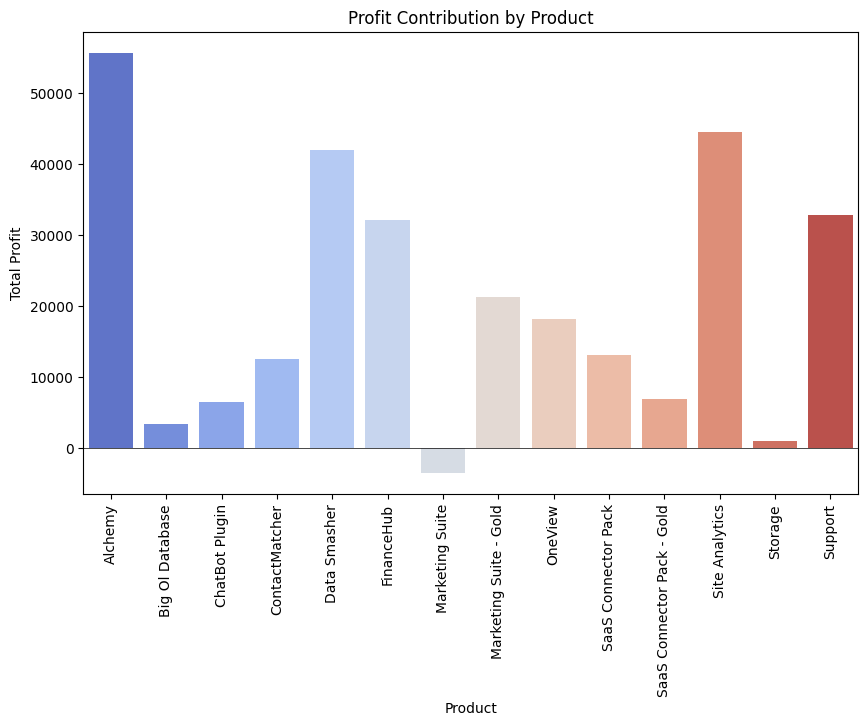 Profit Contribution by Product
Total Profit
50000
40000
30000
20000
10000
0
Alchemy
Big Ol Database
ChatBot Plugin
ContactMatcher
Data Smasher
FinanceHub
Marketing Suite
Marketing Suite - Gold
OneView
SaaS Connector Pack
SaaS Connector Pack - Gold
Site Analytics
Storage
Support
Product